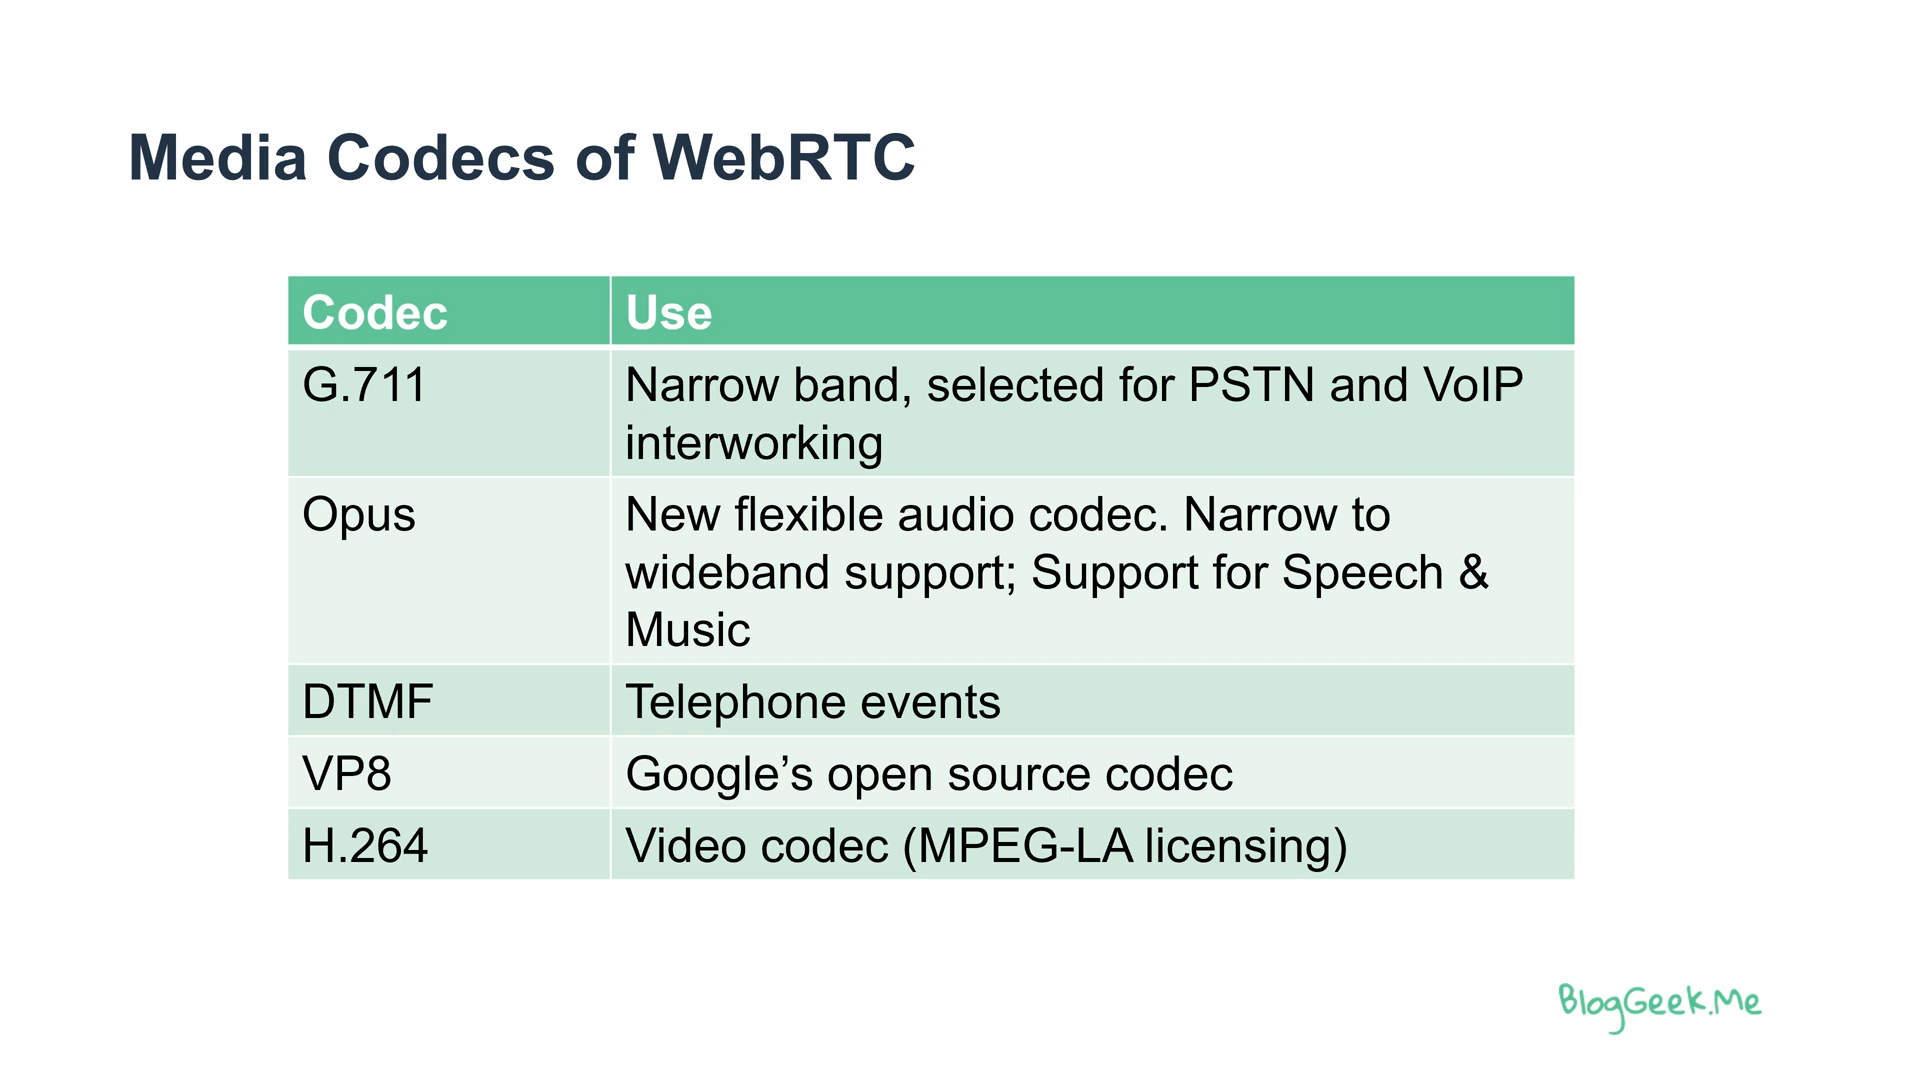 Media Codecs of WebRTC
Codec
Use
G.711
Narrow band, selected for PSTN and VoIP
interworking
Opus
New flexible audio codec. Narrow to
wideband support; Support for Speech &
Music
DTMF
Telephone events
VP8
Google’s open source codec
H.264
Video codec (MPEG-LA licensing)
BlogGeek.Me